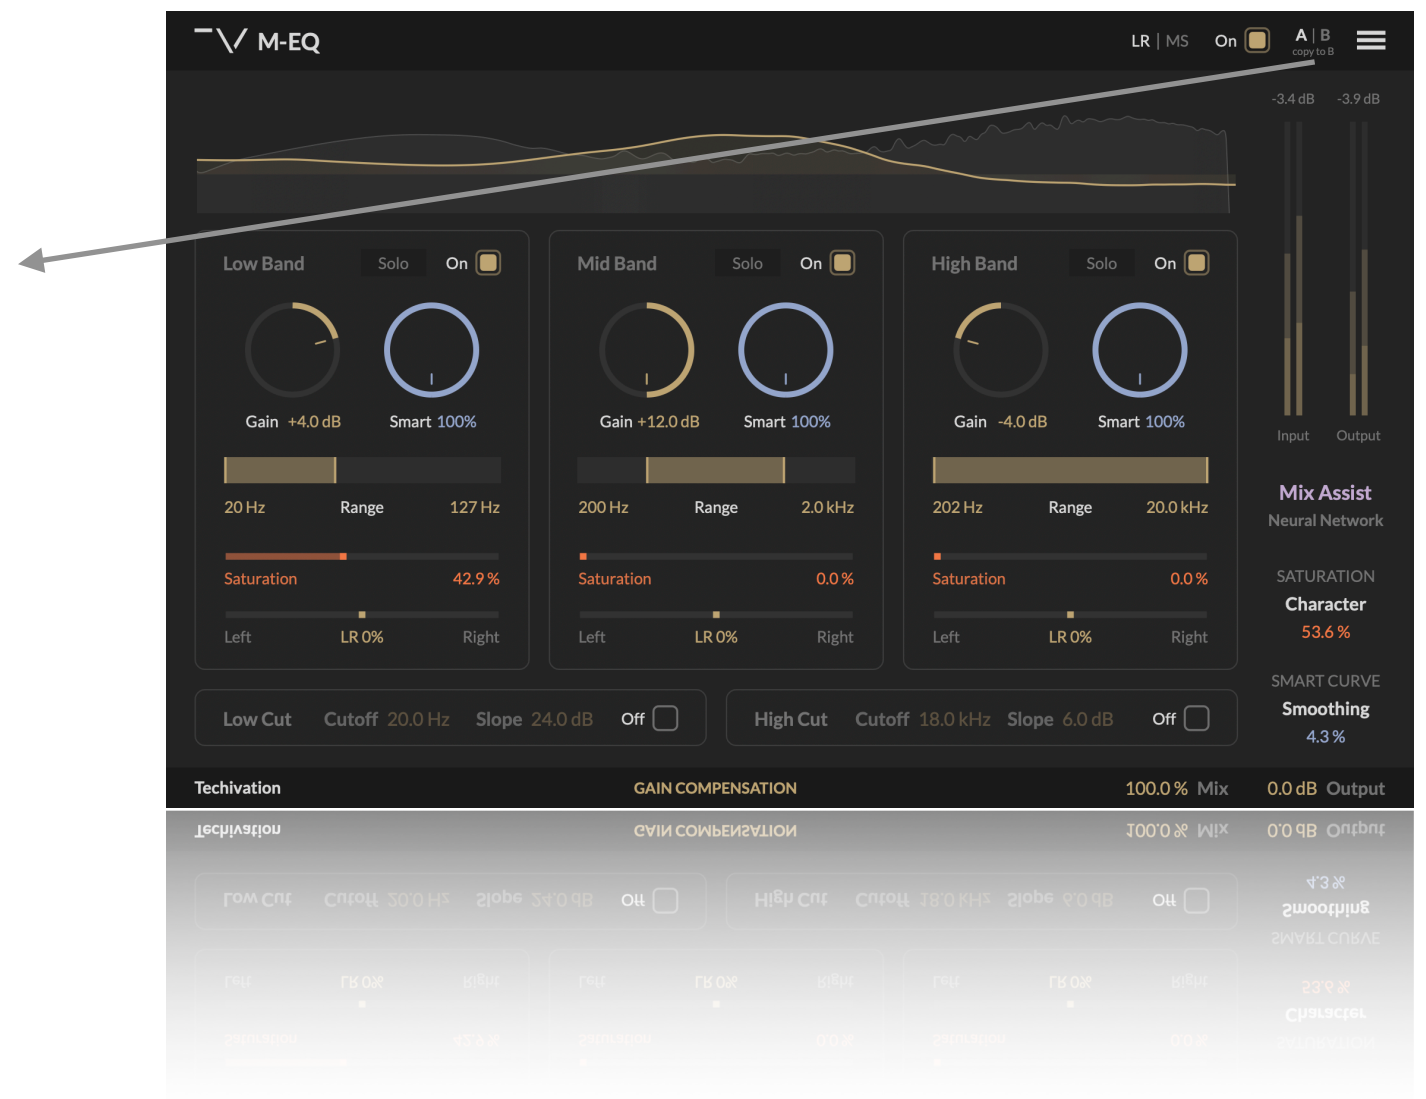 M-EQ
LR | MS On A | B
copy to B
-3.4 dB -3.9 dB
Low Band Solo On
Mid Band Solo On
High Band Solo On
Gain +4.0 dB Smart 100%
Gain +12.0 dB Smart 100%
Gain -4.0 dB Smart 100%
Input Output
20 Hz Range 127 Hz
200 Hz Range 2.0 kHz
202 Hz Range 20.0 kHz
Mix Assist
Neural Network
Saturation 42.9 %
Saturation 0.0 %
Saturation 0.0 %
SATURATION
Character
53.6 %
Left LR 0% Right
Left LR 0% Right
Left LR 0% Right
SMART CURVE
Smoothing
4.3 %
Low Cut Cutoff 20.0 Hz Slope 24.0 dB Off
High Cut Cutoff 18.0 kHz Slope 6.0 dB Off
Techivation GAIN COMPENSATION 100.0 % Mix 0.0 dB Output